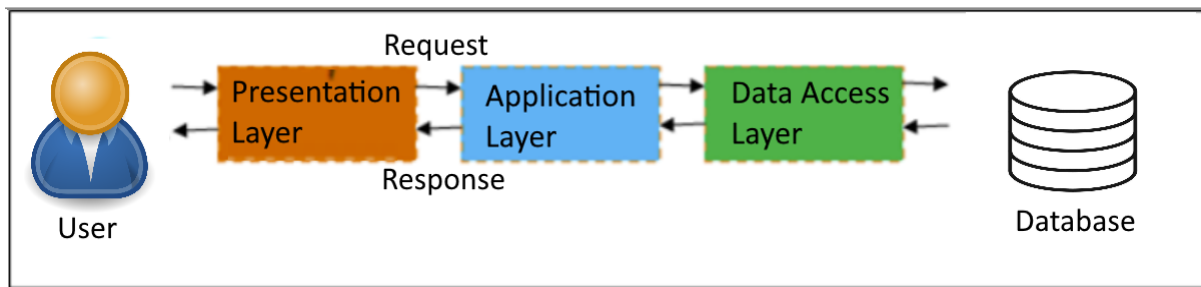 Request
Presentation
Layer
Application
Layer
Data Access
Layer
Response
User
Database